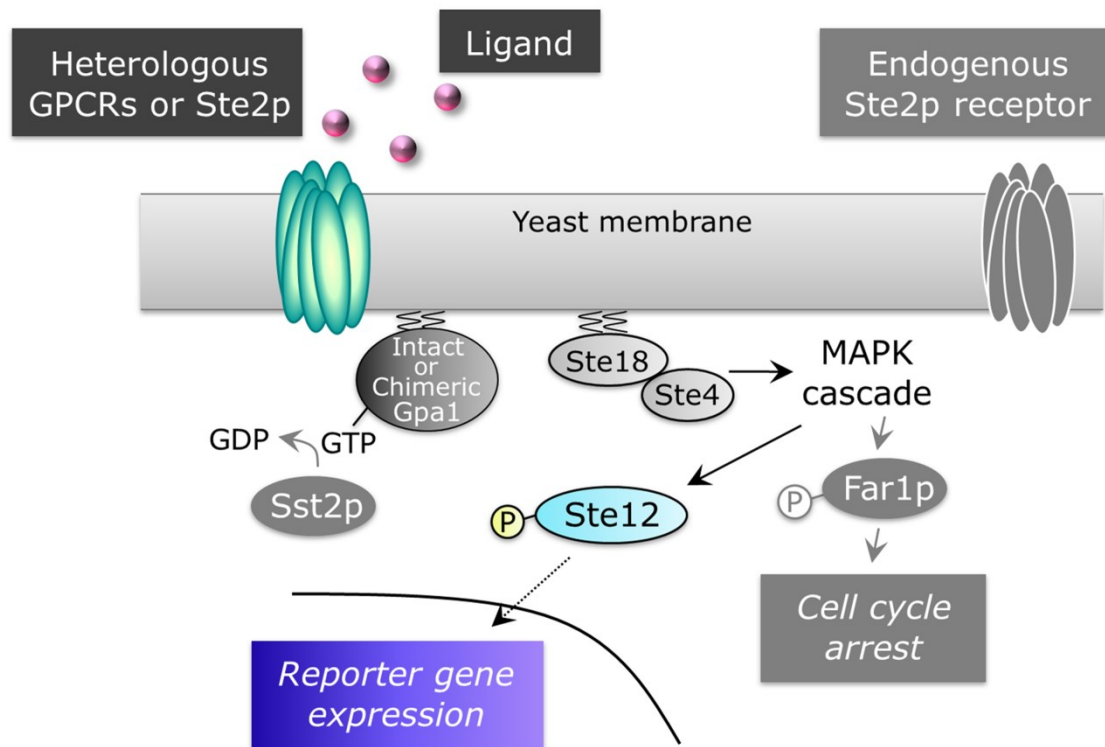 Heterologous
GPCRs or Ste2p
Ligand
Endogenous
Ste2p receptor
Yeast membrane
Intact
or
Chimeric
Gpa1
Ste18
Ste4
MAPK
cascade
GDP
GTP
Sst2p
P
Ste12
P
Far1p
Cell cycle
arrest
Reporter gene
expression